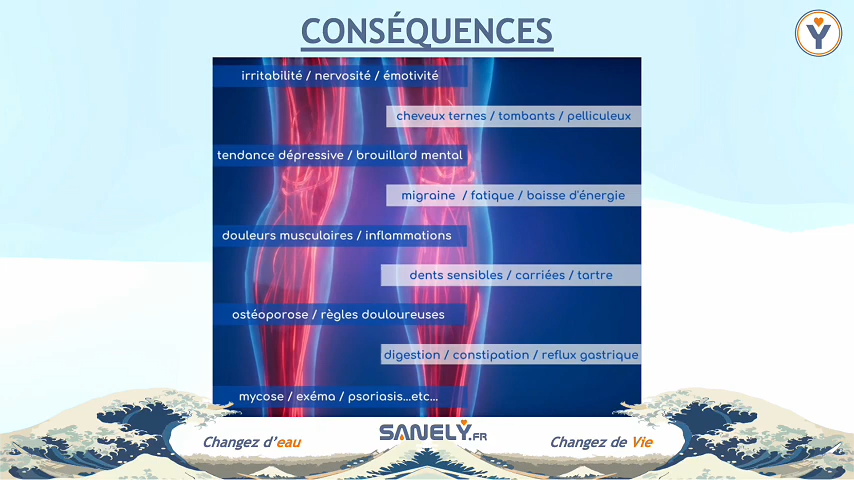 CONSÉQUENCES
Y
irritabilité / nervosité / émotivité
cheveux ternes / tombants / pelliculeux
tendance dépressive / brouillard mental
migraine / fatique / baisse d'énergie
douleurs musculaires / inflammations
dents sensibles / carriées / tartre
ostéoporose / règles douloureuses
digestion / constipation / reflux gastrique
mycose / exéma / psoriasis...etc...
Changez d'eau
SANELY.FR
Changez de Vie